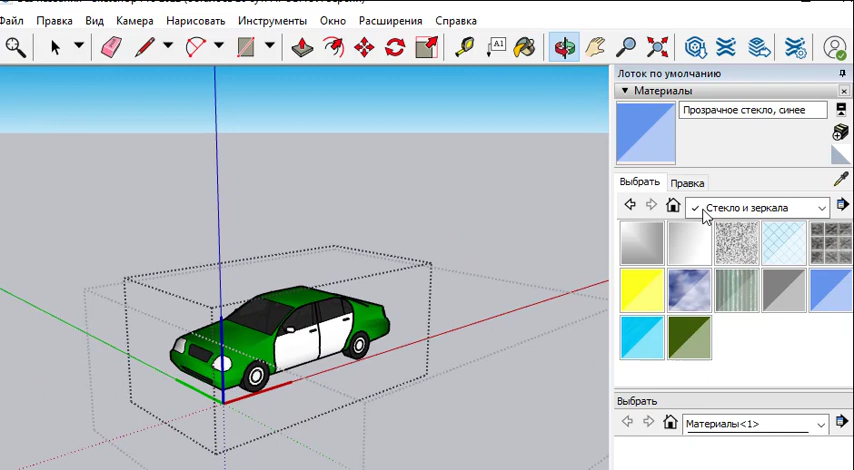 Файл Правка Вид Камера Нарисовать Инструменты Окно Расширения Справка
A1
Лоток по умолчанию
Материалы
Прозрачное стекло, синее
Выбрать Правка
Стекло и зеркала
Выбрать
Материалы<1>